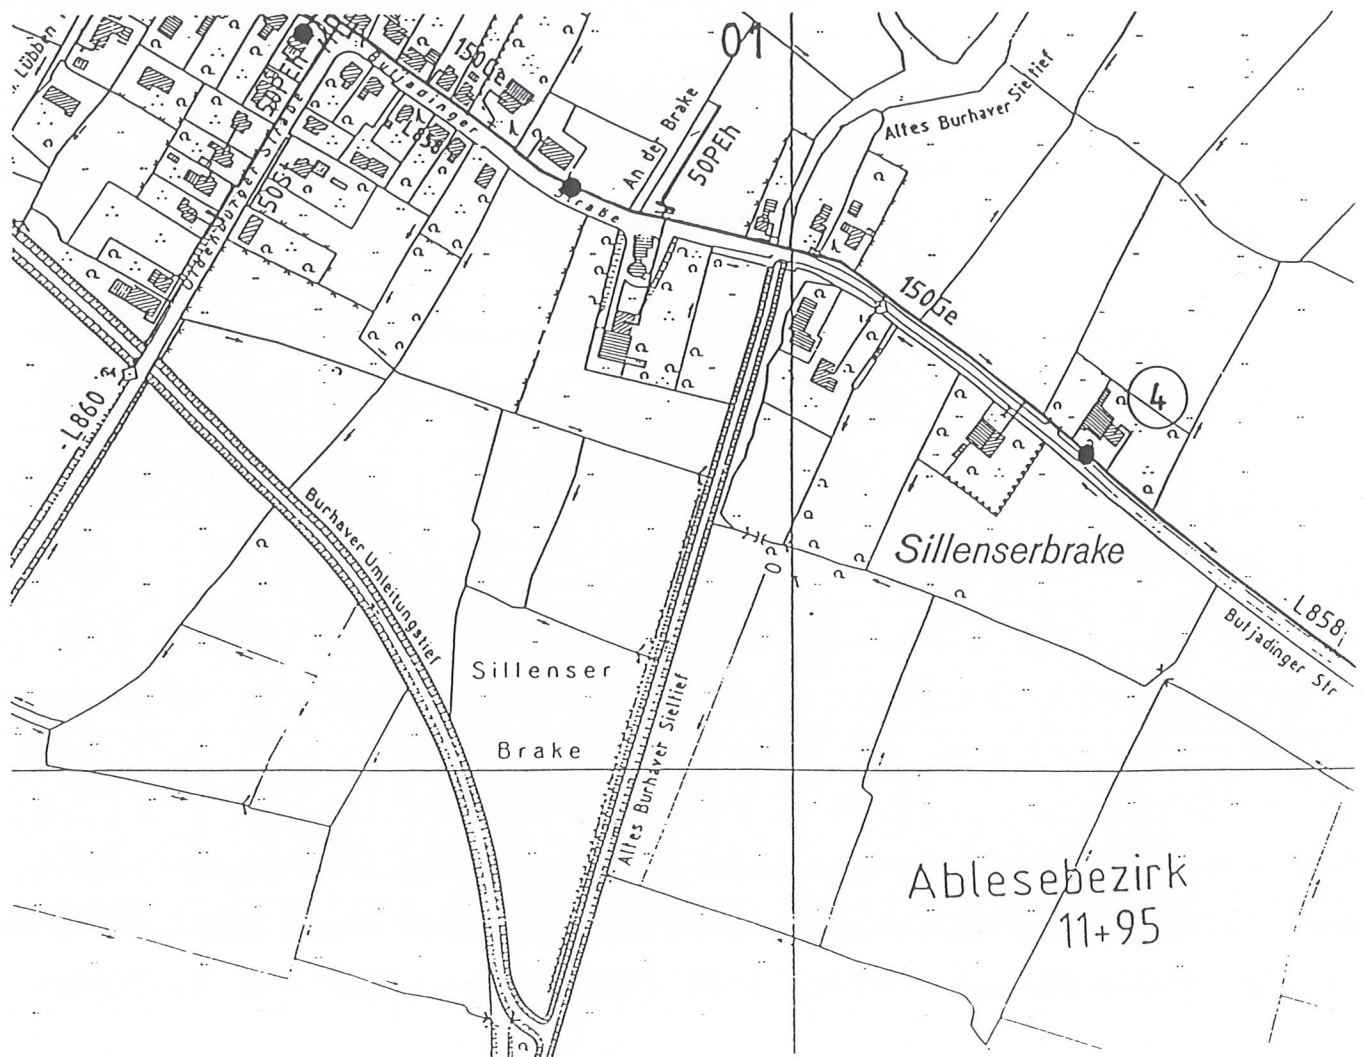 Lübben
01
150Ge
Butjadinger
Straße
L858
50St
An der Brake
50PEh
Altes Burhaver Sieltief
150Ge
4
L860
Burhaver Umleitungstief
Sillenserbrake
L858
Butjadinger Str
Sillenser
Brake
Altes Burhaver Sieltief
Ablesebezirk
11+95